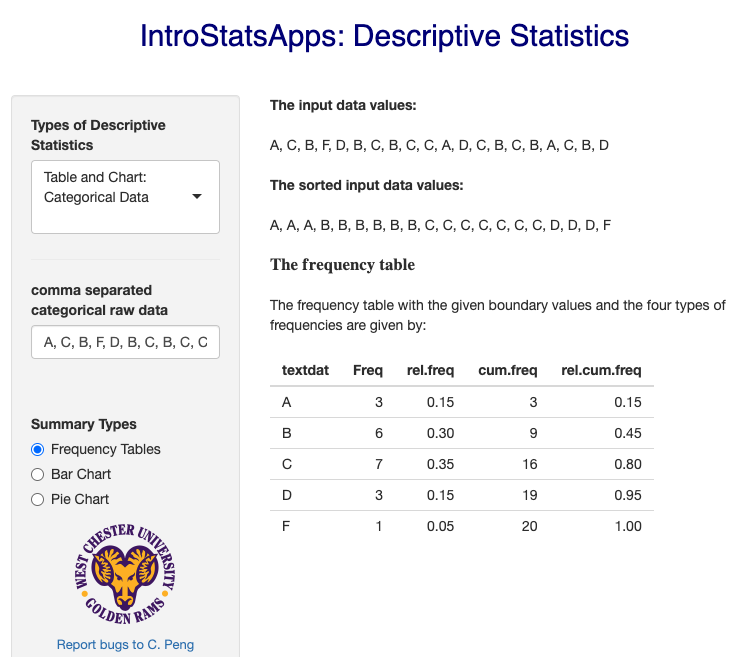 IntroStatsApps: Descriptive Statistics
Types of Descriptive
Statistics
Table and Chart:
Categorical Data
comma separated
categorical raw data
A, C, B, F, D, B, C, B, C, C
Summary Types
Frequency Tables
Bar Chart
Pie Chart
WEST CHESTER UNIVERSITY
GOLDEN RAMS
Report bugs to C. Peng
The input data values:
A, C, B, F, D, B, C, B, C, C, A, D, C, B, C, B, A, C, B, D
The sorted input data values:
A, A, A, B, B, B, B, B, B, C, C, C, C, C, C, C, D, D, D, F
The frequency table
The frequency table with the given boundary values and the four types of
frequencies are given by:
textdat Freq rel.freq cum.freq rel.cum.freq
A 3 0.15 3 0.15
B 6 0.30 9 0.45
C 7 0.35 16 0.80
D 3 0.15 19 0.95
F 1 0.05 20 1.00